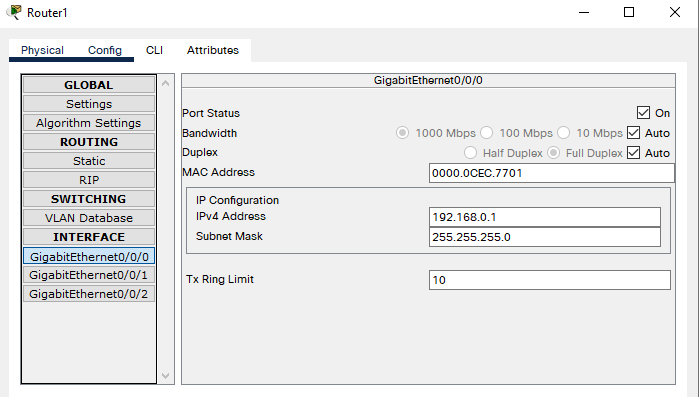 Router1
Physical Config CLI Attributes
GLOBAL
Settings
Algorithm Settings
ROUTING
Static
RIP
SWITCHING
VLAN Database
INTERFACE
GigabitEthernet0/0/0
GigabitEthernet0/0/1
GigabitEthernet0/0/2
GigabitEthernet0/0/0
Port Status On
Bandwidth 1000 Mbps 100 Mbps 10 Mbps Auto
Duplex Half Duplex Full Duplex Auto
MAC Address 0000.0CEC.7701
IP Configuration
IPv4 Address 192.168.0.1
Subnet Mask 255.255.255.0
Tx Ring Limit 10